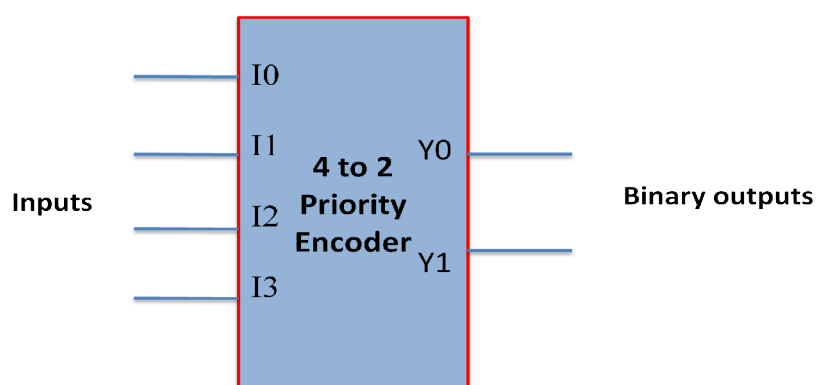 Inputs
I0
I1
I2
I3
4 to 2
Priority
Encoder
Y0
Y1
Binary outputs